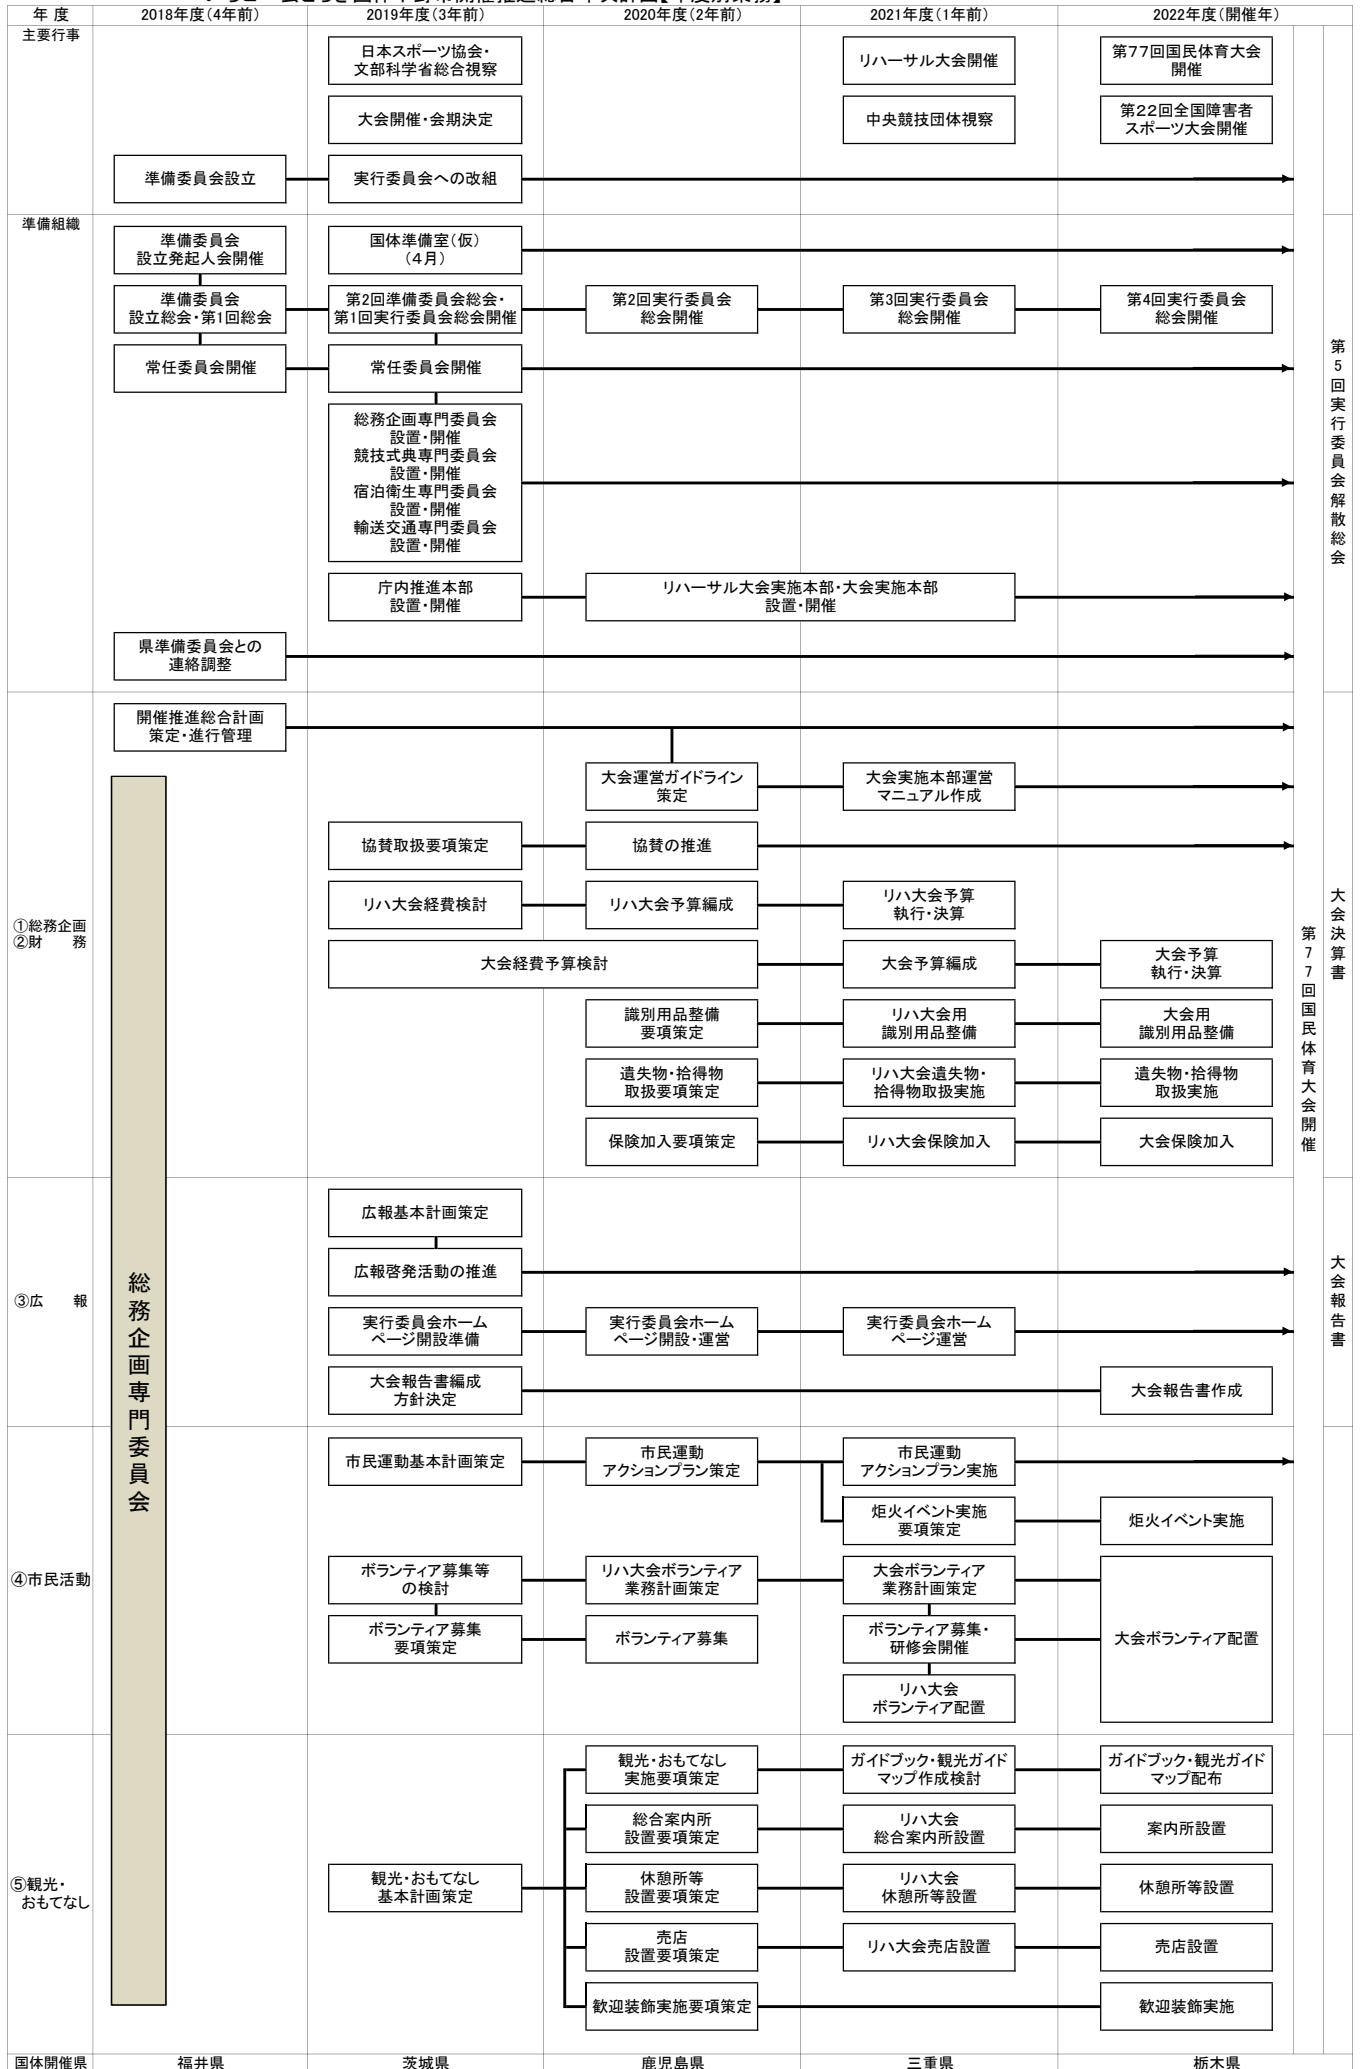 年 度
2018年度(4年前)
2019年度(3年前)
2020年度(2年前)
2021年度(1年前)
2022年度(開催年)
主要行事
日本スポーツ協会・
文部科学省総合視察
リハーサル大会開催
第77回国民体育大会
開催
大会開催・会期決定
中央競技団体視察
第22回全国障害者
スポーツ大会開催
準備委員会設立
実行委員会への改組
準備組織
準備委員会
設立発起人会開催
国体準備室(仮)
(4月)
準備委員会
設立総会・第1回総会
第2回準備委員会総会・
第1回実行委員会総会開催
第2回実行委員会
総会開催
第3回実行委員会
総会開催
第4回実行委員会
総会開催
常任委員会開催
常任委員会開催
総務企画専門委員会
設置・開催
競技式典専門委員会
設置・開催
宿泊衛生専門委員会
設置・開催
輸送交通専門委員会
設置・開催
庁内推進本部
設置・開催
リハーサル大会実施本部・大会実施本部
設置・開催
県準備委員会との
連絡調整
第5回実行委員会解散総会
①総務企画
②財　務
開催推進総合計画
策定・進行管理
大会運営ガイドライン
策定
大会実施本部運営
マニュアル作成
協賛取扱要項策定
協賛の推進
リハ大会経費検討
リハ大会予算編成
リハ大会予算
執行・決算
大会経費予算検討
大会予算編成
大会予算
執行・決算
識別用品整備
要項策定
リハ大会用
識別用品整備
大会用
識別用品整備
遺失物・拾得物
取扱要項策定
リハ大会遺失物・
拾得物取扱実施
遺失物・拾得物
取扱実施
保険加入要項策定
リハ大会保険加入
大会保険加入
第77回国民体育大会開催
大会決算書
総務企画専門委員会
③広　報
広報基本計画策定
広報啓発活動の推進
実行委員会ホーム
ページ開設準備
実行委員会ホーム
ページ開設・運営
実行委員会ホーム
ページ運営
大会報告書編成
方針決定
大会報告書作成
大会報告書
④市民活動
市民運動基本計画策定
市民運動
アクションプラン策定
市民運動
アクションプラン実施
炬火イベント実施
要項策定
炬火イベント実施
ボランティア募集等
の検討
リハ大会ボランティア
業務計画策定
大会ボランティア
業務計画策定
ボランティア募集
要項策定
ボランティア募集
ボランティア募集・
研修会開催
大会ボランティア配置
リハ大会
ボランティア配置
⑤観光・
おもてなし
観光・おもてなし
基本計画策定
観光・おもてなし
実施要項策定
ガイドブック・観光ガイド
マップ作成検討
ガイドブック・観光ガイド
マップ配布
総合案内所
設置要項策定
リハ大会
総合案内所設置
案内所設置
休憩所等
設置要項策定
リハ大会
休憩所等設置
休憩所等設置
売店
設置要項策定
リハ大会売店設置
売店設置
歓迎装飾実施要項策定
歓迎装飾実施
国体開催県
福井県
茨城県
鹿児島県
三重県
栃木県